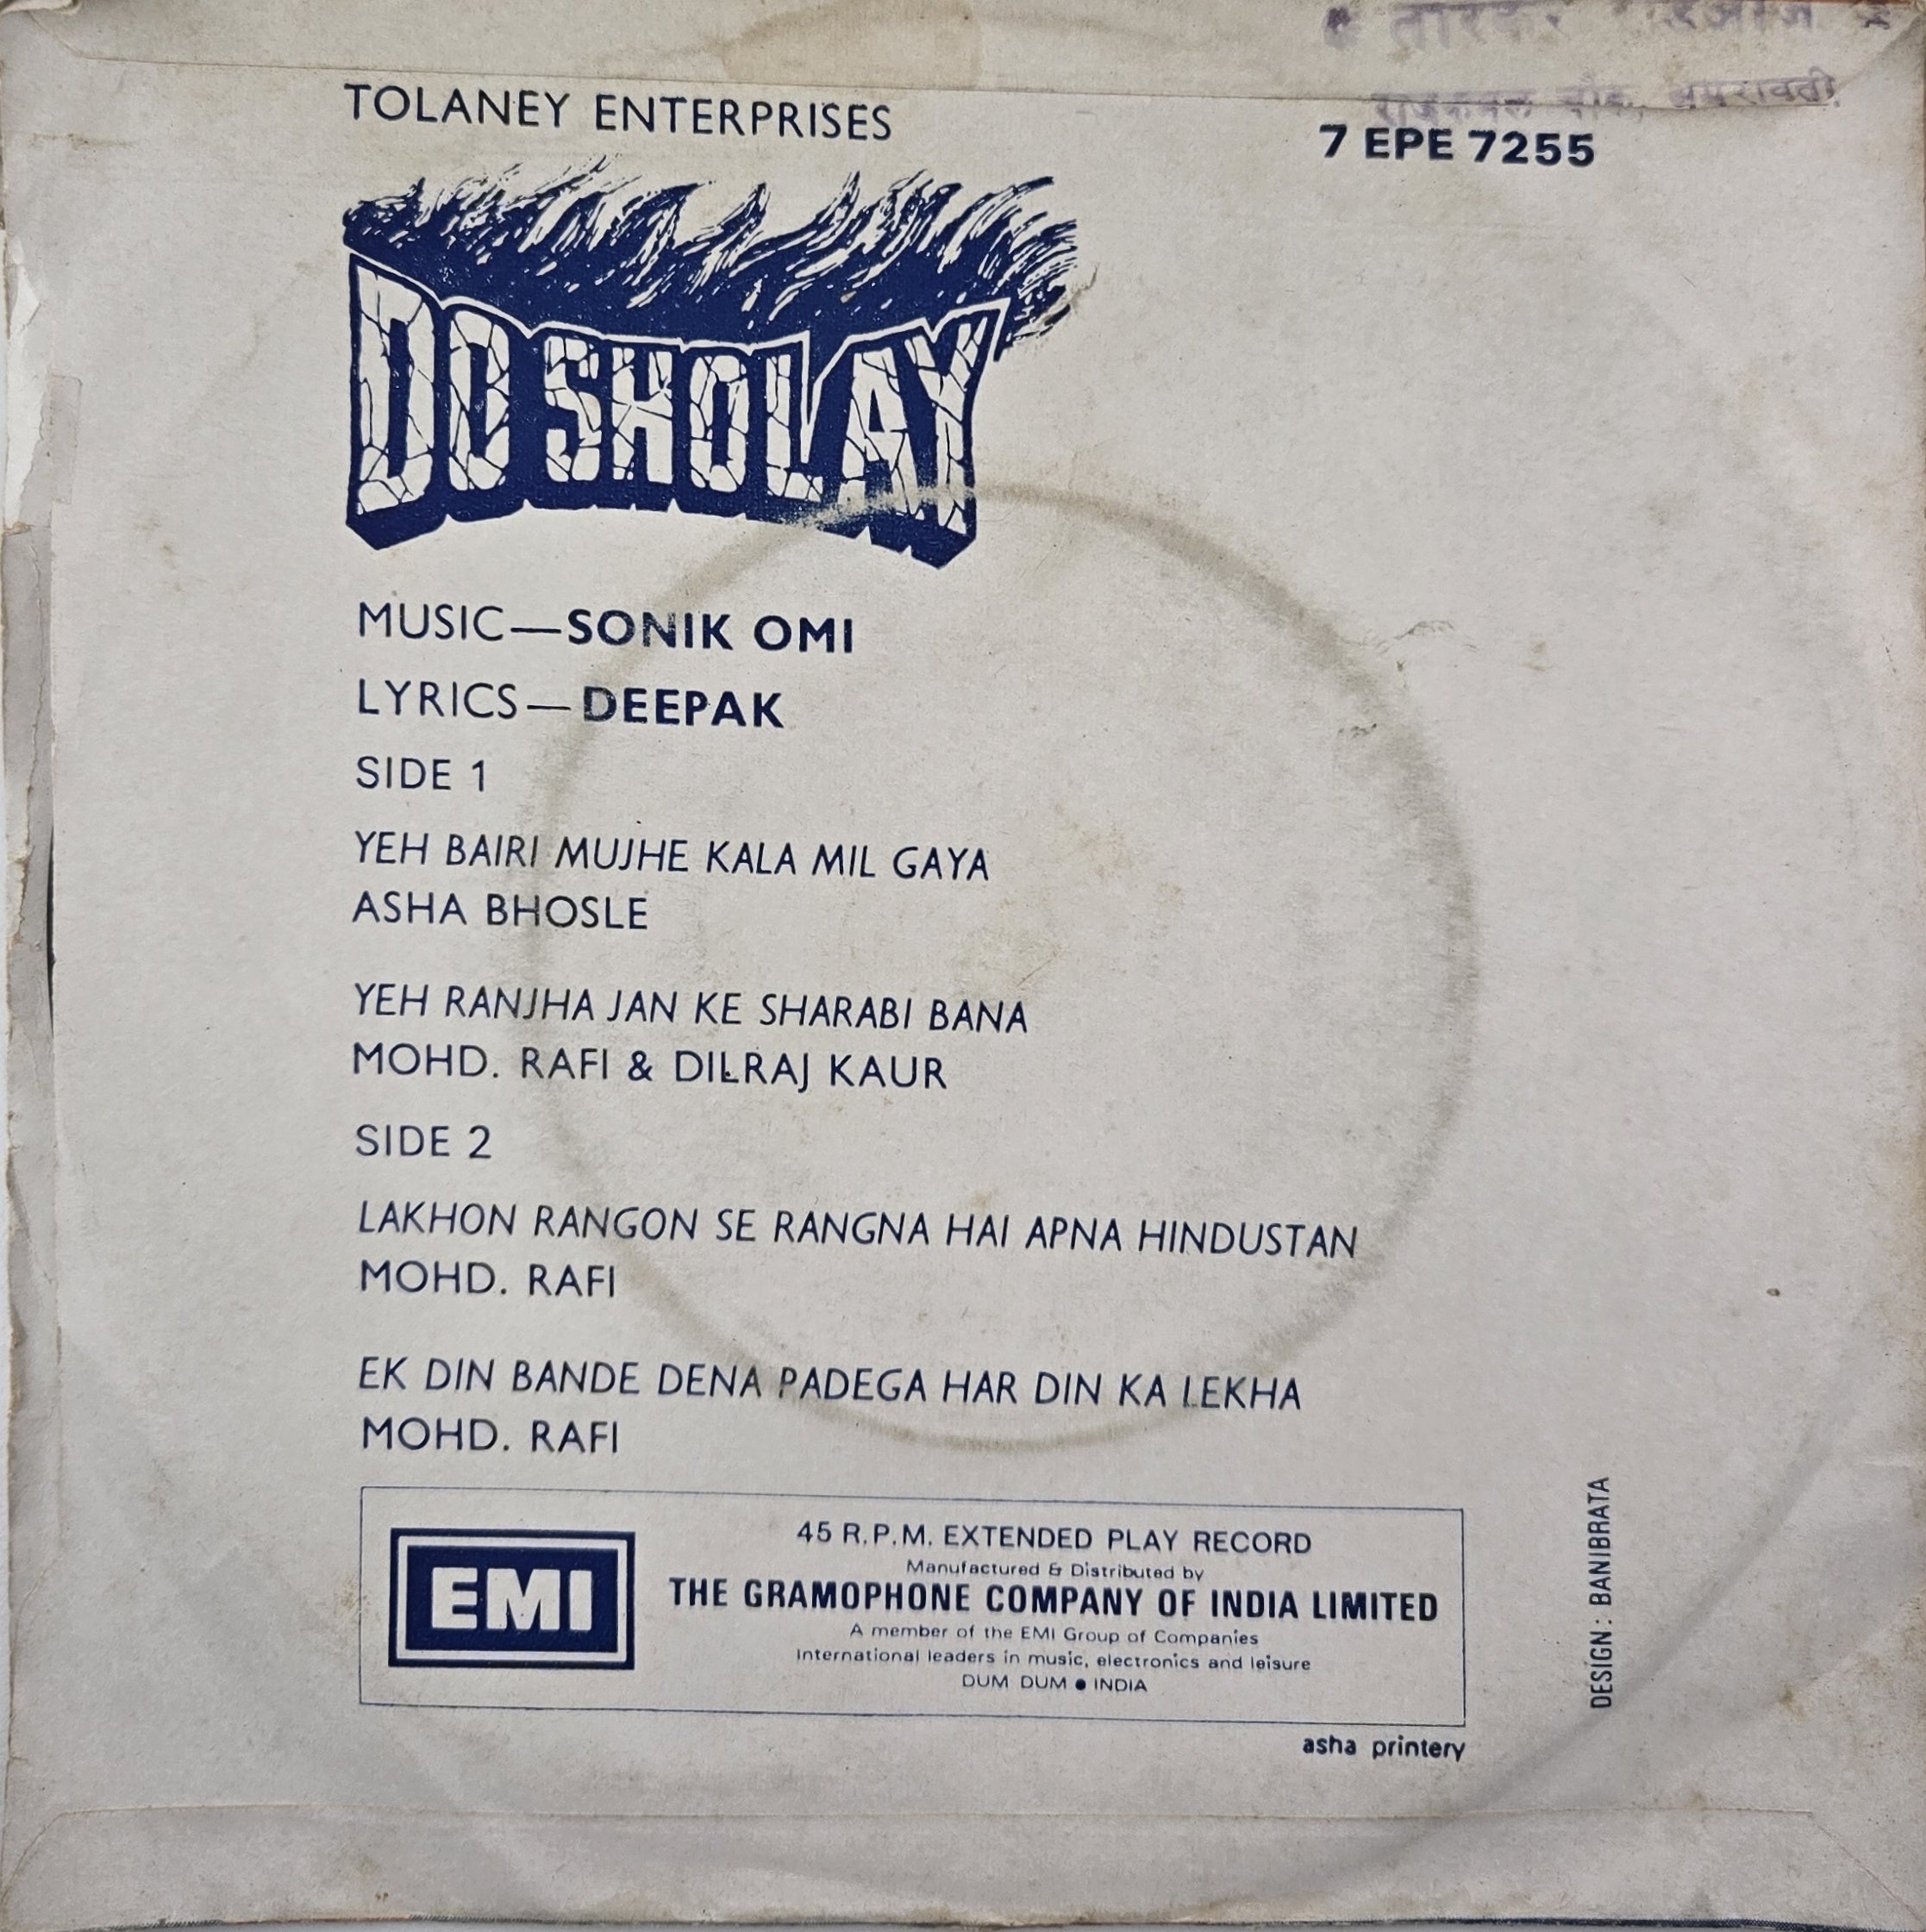 तारकर
राजकमल चौक, अमरावती
TOLANEY ENTERPRISES
7 EPE 7255
DO SHOLAY
MUSIC—SONIK OMI
LYRICS—DEEPAK
SIDE 1
YEH BAIRI MUJHE KALA MIL GAYA
ASHA BHOSLE
YEH RANJHA JAN KE SHARABI BANA
MOHD. RAFI & DILRAJ KAUR
SIDE 2
LAKHON RANGON SE RANGNA HAI APNA HINDUSTAN
MOHD. RAFI
EK DIN BANDE DENA PADEGA HAR DIN KA LEKHA
MOHD. RAFI
EMI
45 R.P.M. EXTENDED PLAY RECORD
Manufactured & Distributed by
THE GRAMOPHONE COMPANY OF INDIA LIMITED
A member of the EMI Group of Companies
International leaders in music, electronics and leisure
DUM DUM ● INDIA
asha printery
DESIGN : BANIBRATA